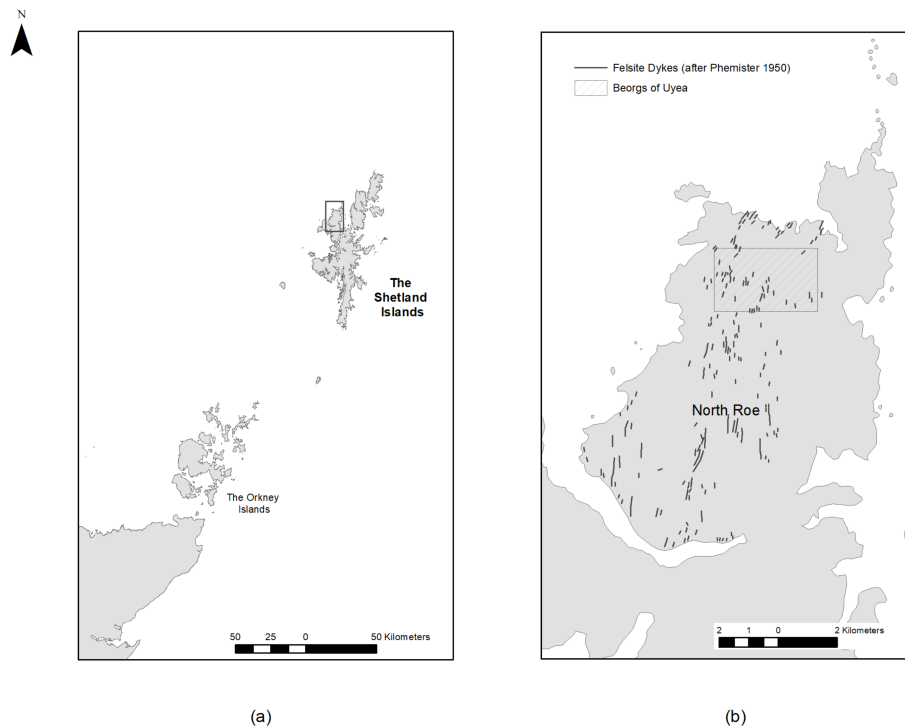 N
The
Shetland
Islands
The Orkney
Islands
50 25 0 50 Kilometers
(a)
Felsite Dykes (after Phemister 1950)
Beorgs of Uyea
North Roe
2 1 0 2 Kilometers
(b)